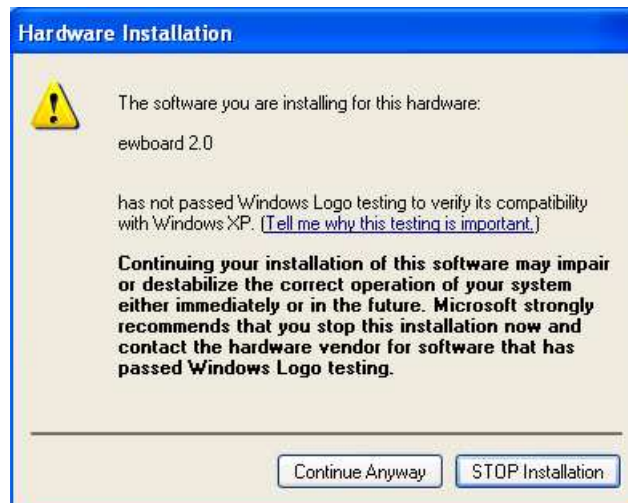 Hardware Installation
The software you are installing for this hardware:
ewboard 2.0
has not passed Windows Logo testing to verify its compatibility
with Windows XP. (Tell me why this testing is important.)
Continuing your installation of this software may impair
or destabilize the correct operation of your system
either immediately or in the future. Microsoft strongly
recommends that you stop this installation now and
contact the hardware vendor for software that has
passed Windows Logo testing.
Continue Anyway
STOP Installation